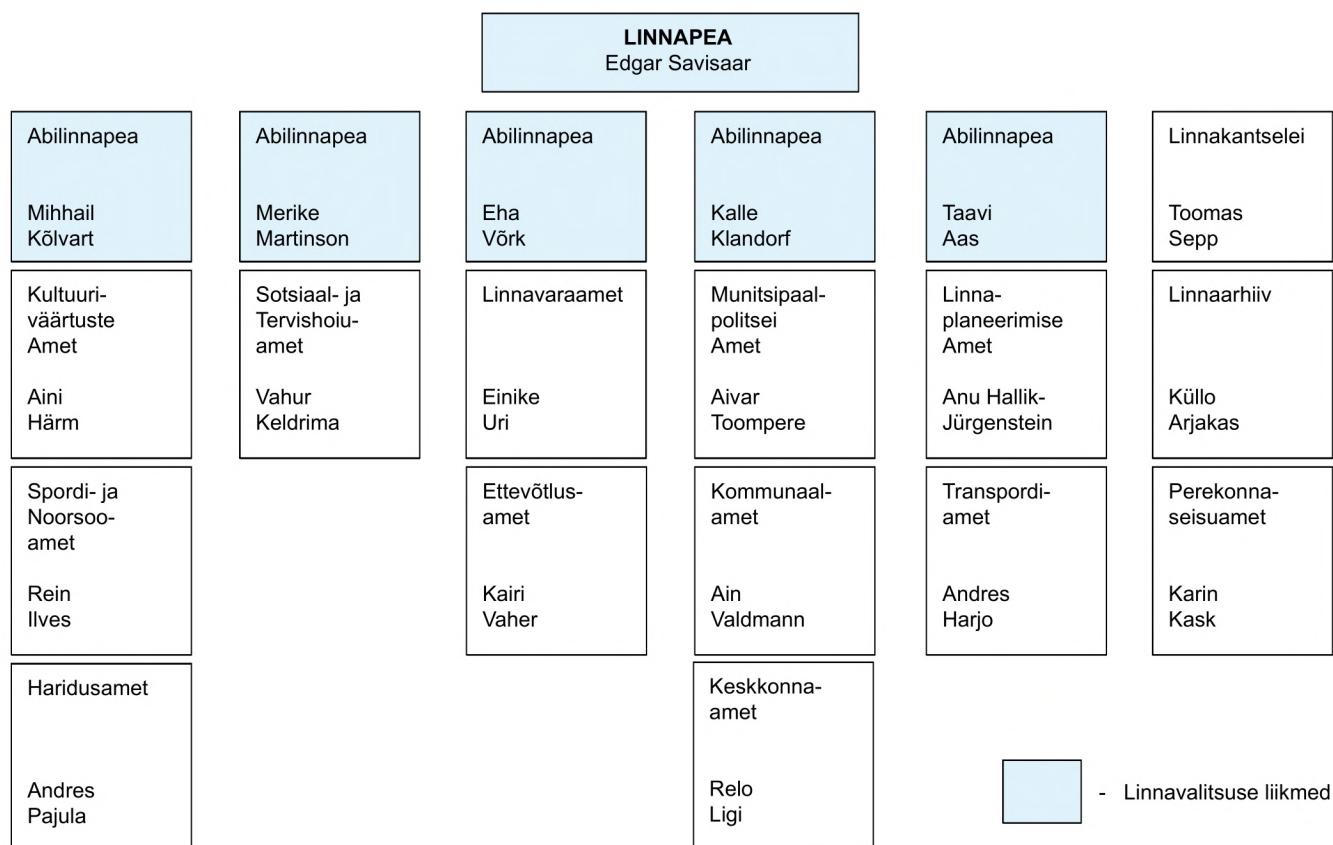 LINNAPEA
Edgar Savisaar
Abilinnapea
Mihhail
Kõlvart
Abilinnapea
Merike
Martinson
Abilinnapea
Eha
Võrk
Abilinnapea
Kalle
Klandorf
Abilinnapea
Taavi
Aas
Linnakantselei
Toomas
Sepp
Kultuuri-
väärtuste
Amet
Aini
Härm
Sotsiaal- ja
Tervishoiu-
amet
Vahur
Keldrima
Linnavaraamet
Einike
Uri
Munitsipaal-
politsei
Amet
Aivar
Toompere
Linna-
planeerimise
Amet
Anu Hallik-
Jürgenstein
Linnaarhiiv
Küllo
Arjakas
Spordi- ja
Noorsoo-
amet
Rein
Ilves
Ettevõtlus-
amet
Kairi
Vaher
Kommunaal-
amet
Ain
Valdmann
Transpordi-
amet
Andres
Harjo
Perekonna-
seisuamet
Karin
Kask
Haridusamet
Andres
Pajula
Keskkonna-
amet
Relo
Ligi
- Linnavalitsuse liikmed